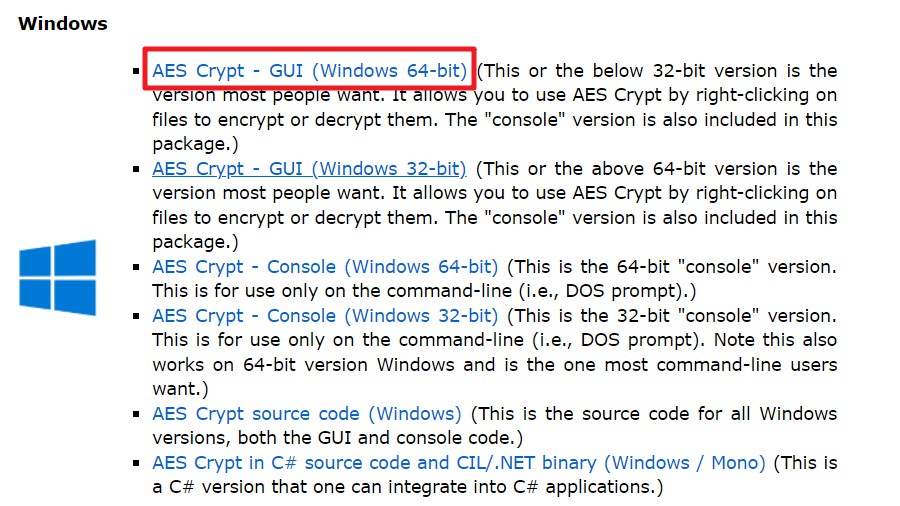 Windows
AES Crypt - GUI (Windows 64-bit) (This or the below 32-bit version is the
version most people want. It allows you to use AES Crypt by right-clicking on
files to encrypt or decrypt them. The "console" version is also included in this
package.)
AES Crypt - GUI (Windows 32-bit) (This or the above 64-bit version is the
version most people want. It allows you to use AES Crypt by right-clicking on
files to encrypt or decrypt them. The "console" version is also included in this
package.)
AES Crypt - Console (Windows 64-bit) (This is the 64-bit "console" version.
This is for use only on the command-line (i.e., DOS prompt).)
AES Crypt - Console (Windows 32-bit) (This is the 32-bit "console" version.
This is for use only on the command-line (i.e., DOS prompt). Note this also
works on 64-bit version Windows and is the one most command-line users
want.)
AES Crypt source code (Windows) (This is the source code for all Windows
versions, both the GUI and console code.)
AES Crypt in C# source code and CIL/.NET binary (Windows / Mono) (This is
a C# version that one can integrate into C# applications.)